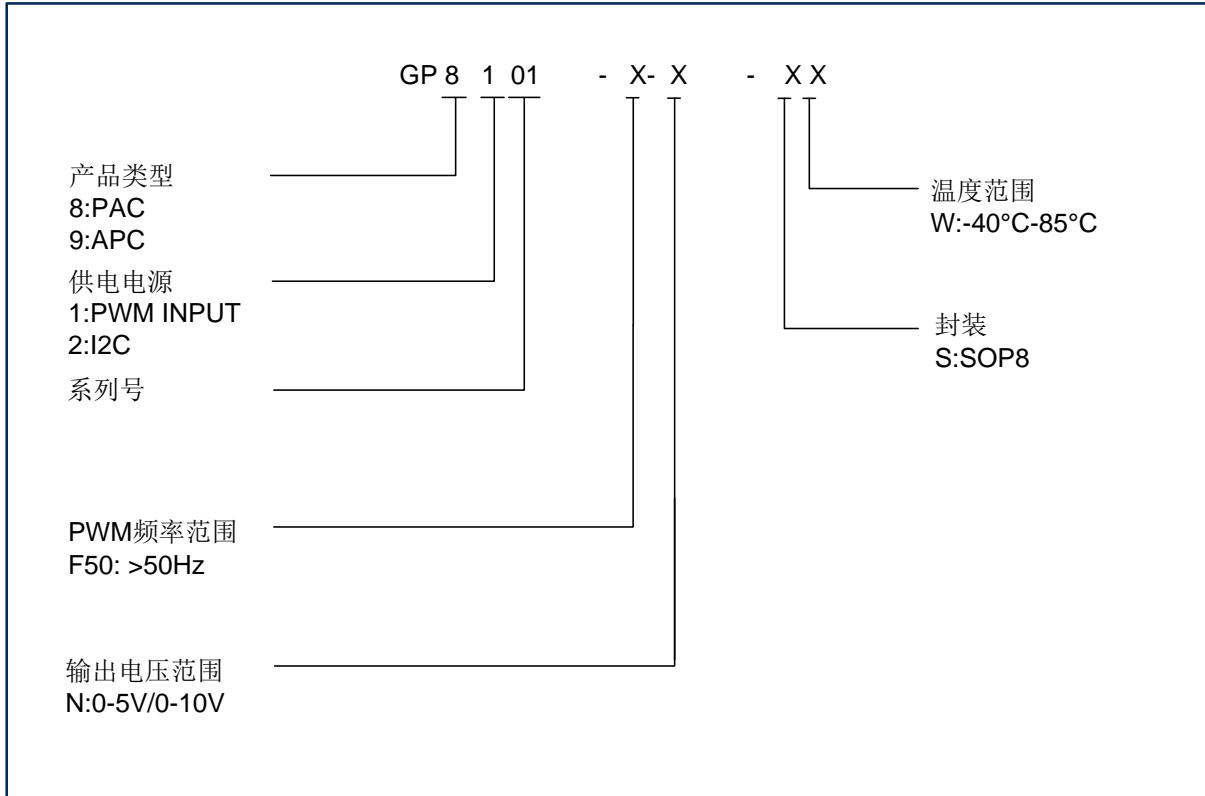 GP 8 1 01 - X- X - X X
产品类型
8:PAC
9:APC
供电电源
1:PWM INPUT
2:I2C
系列号
PWM频率范围
F50: >50Hz
输出电压范围
N:0-5V/0-10V
温度范围
W:-40°C-85°C
封装
S:SOP8